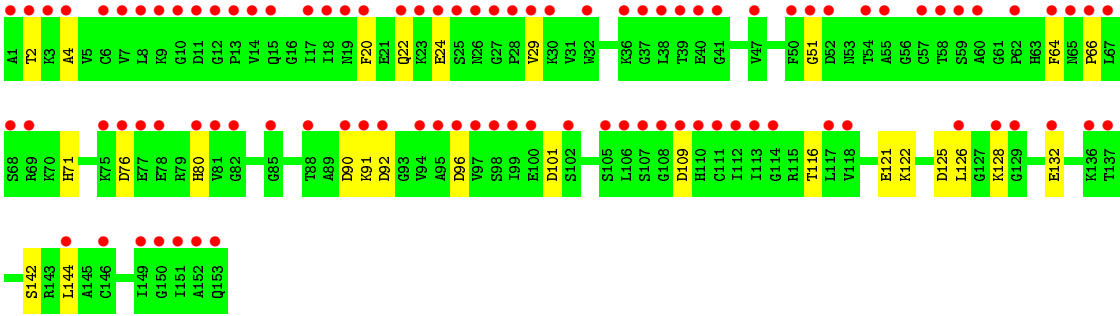 A1 T2 K3 A4 V5 C6 V7 L8 K9 G10 D11 G12 P13 V14 Q15 G16 I17 I18 N19 F20 E21 Q22 K23 E24 S25 N26 G27 P28 V29 K30 V31 W32 K36 G37 L38 T39 E40 G41 V47 F50 G51 D52 N53 T54 A55 G56 C57 T58 S59 A60 G61 P62 H63 F64 N65 P66 L67
S68 R69 K70 H71 K75 D76 E77 E78 R79 H80 V81 G82 G85 T88 A89 D90 K91 D92 G93 V94 A95 D96 V97 S98 I99 E100 D101 S102 S105 L106 S107 G108 D109 H110 C111 I112 I113 G114 R115 T116 L117 V118 E121 K122 D125 L126 G127 K128 G129 E132 K136 T137
S142 R143 L144 A145 C146 I149 G150 I151 A152 Q153